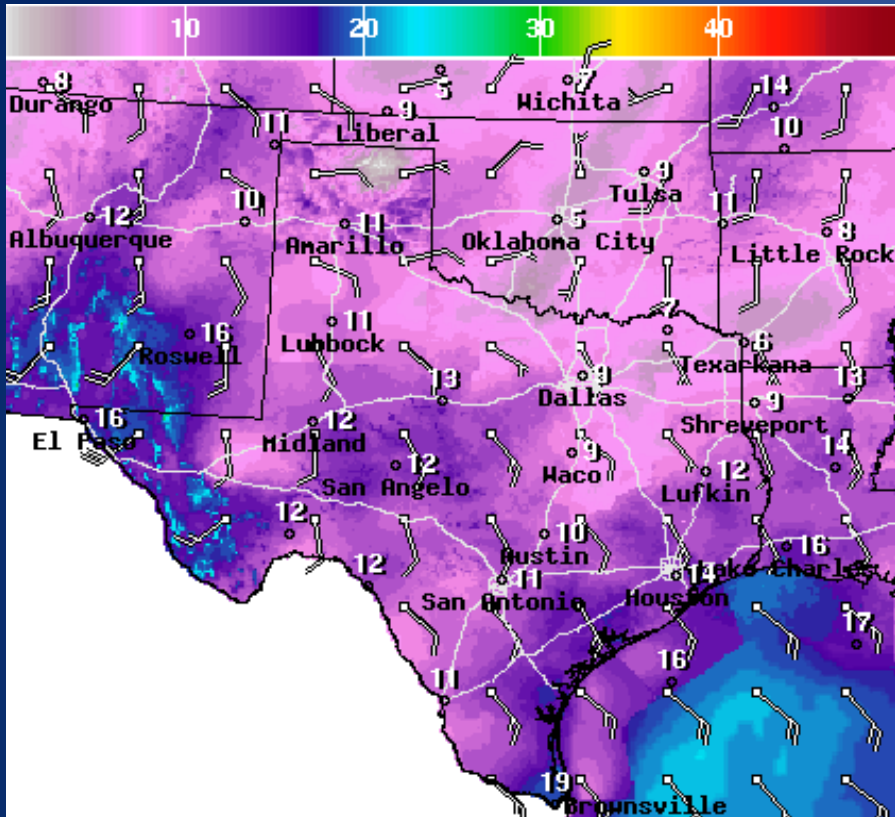 10 20 30 40
8 5 7 14
Durango Liberal 9 Wichita
11 10
9
Tulsa
12 10 11 5 11 8
Albuquerque Amarillo Oklahoma City Little Rock
16 11 7
Roswell Lubbock 6
Texarkana
13 9 13
Dallas
16 12 9
Shreveport
El Paso Midland 9
12 Waco 12 14
San Angelo Lufkin
12 10 16
Austin
12 11 14 Lake Charles
San Antonio Houston
17
16
11
19
Brownsville